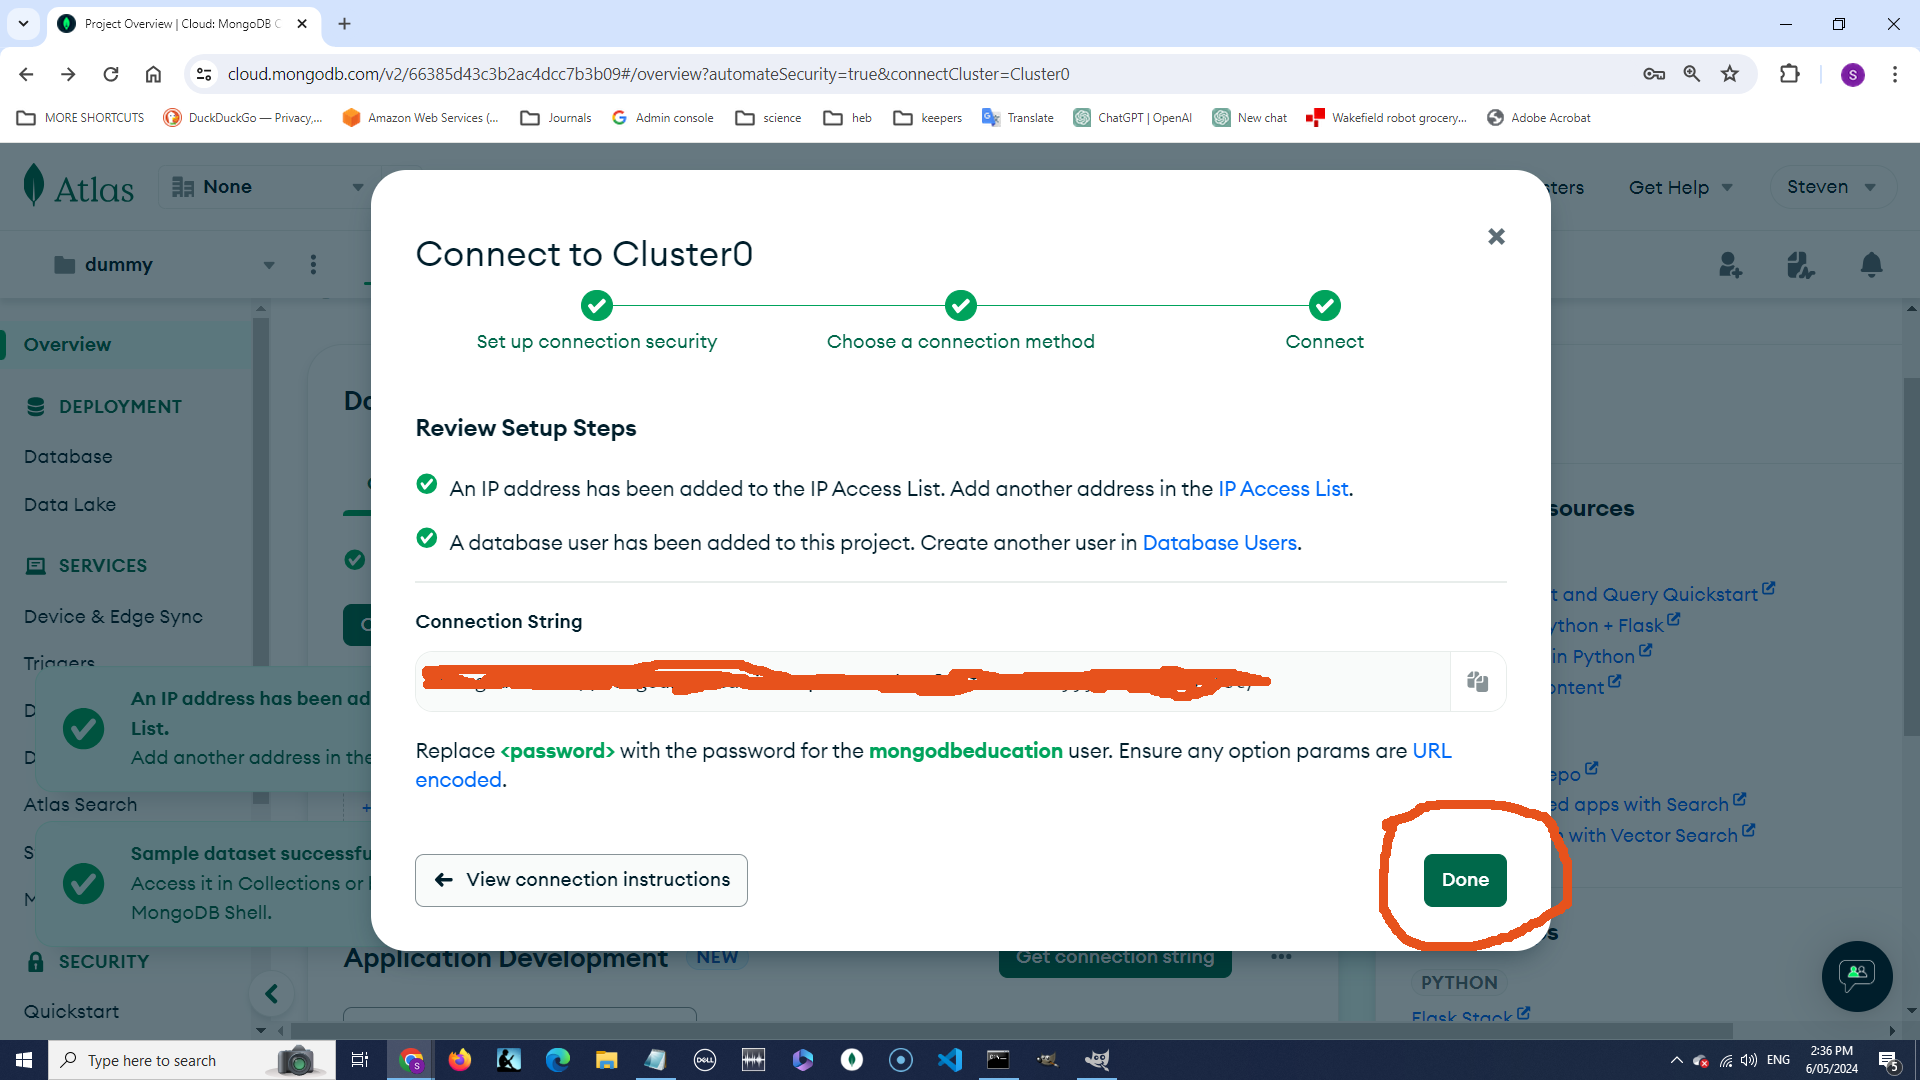 Project Overview | Cloud: MongoDB C
cloud.mongodb.com/v2/66385d43c3b2ac4dcc7b3b09#/overview?automateSecurity=true&connectCluster=Cluster0
S
MORE SHORTCUTS
DuckDuckGo — Privacy,...
Amazon Web Services (...
Journals
Admin console
science
heb
keepers
Translate
ChatGPT | OpenAI
New chat
Wakefield robot grocery...
Adobe Acrobat
Atlas
None
Get Help
Steven
dummy
Connect to Cluster0
Set up connection security
Choose a connection method
Connect
Overview
DEPLOYMENT
Database
Data Lake
SERVICES
Device & Edge Sync
Triggers
Review Setup Steps
An IP address has been added to the IP Access List. Add another address in the IP Access List.
A database user has been added to this project. Create another user in Database Users.
Connection String
Replace <password> with the password for the mongodbeducation user. Ensure any option params are URL
encoded.
View connection instructions
Done
An IP address has been ad
List.
Add another address in the
Atlas Search
Sample dataset successfu
Access it in Collections or
MongoDB Shell.
SECURITY
Quickstart
Application Development
NEW
Get connection string
sources
t and Query Quickstart
ython + Flask
in Python
ontent
epo
ed apps with Search
with Vector Search
s
PYTHON
Flask Stack
Type here to search
DELL
ENG
2:36 PM
6/05/2024
5